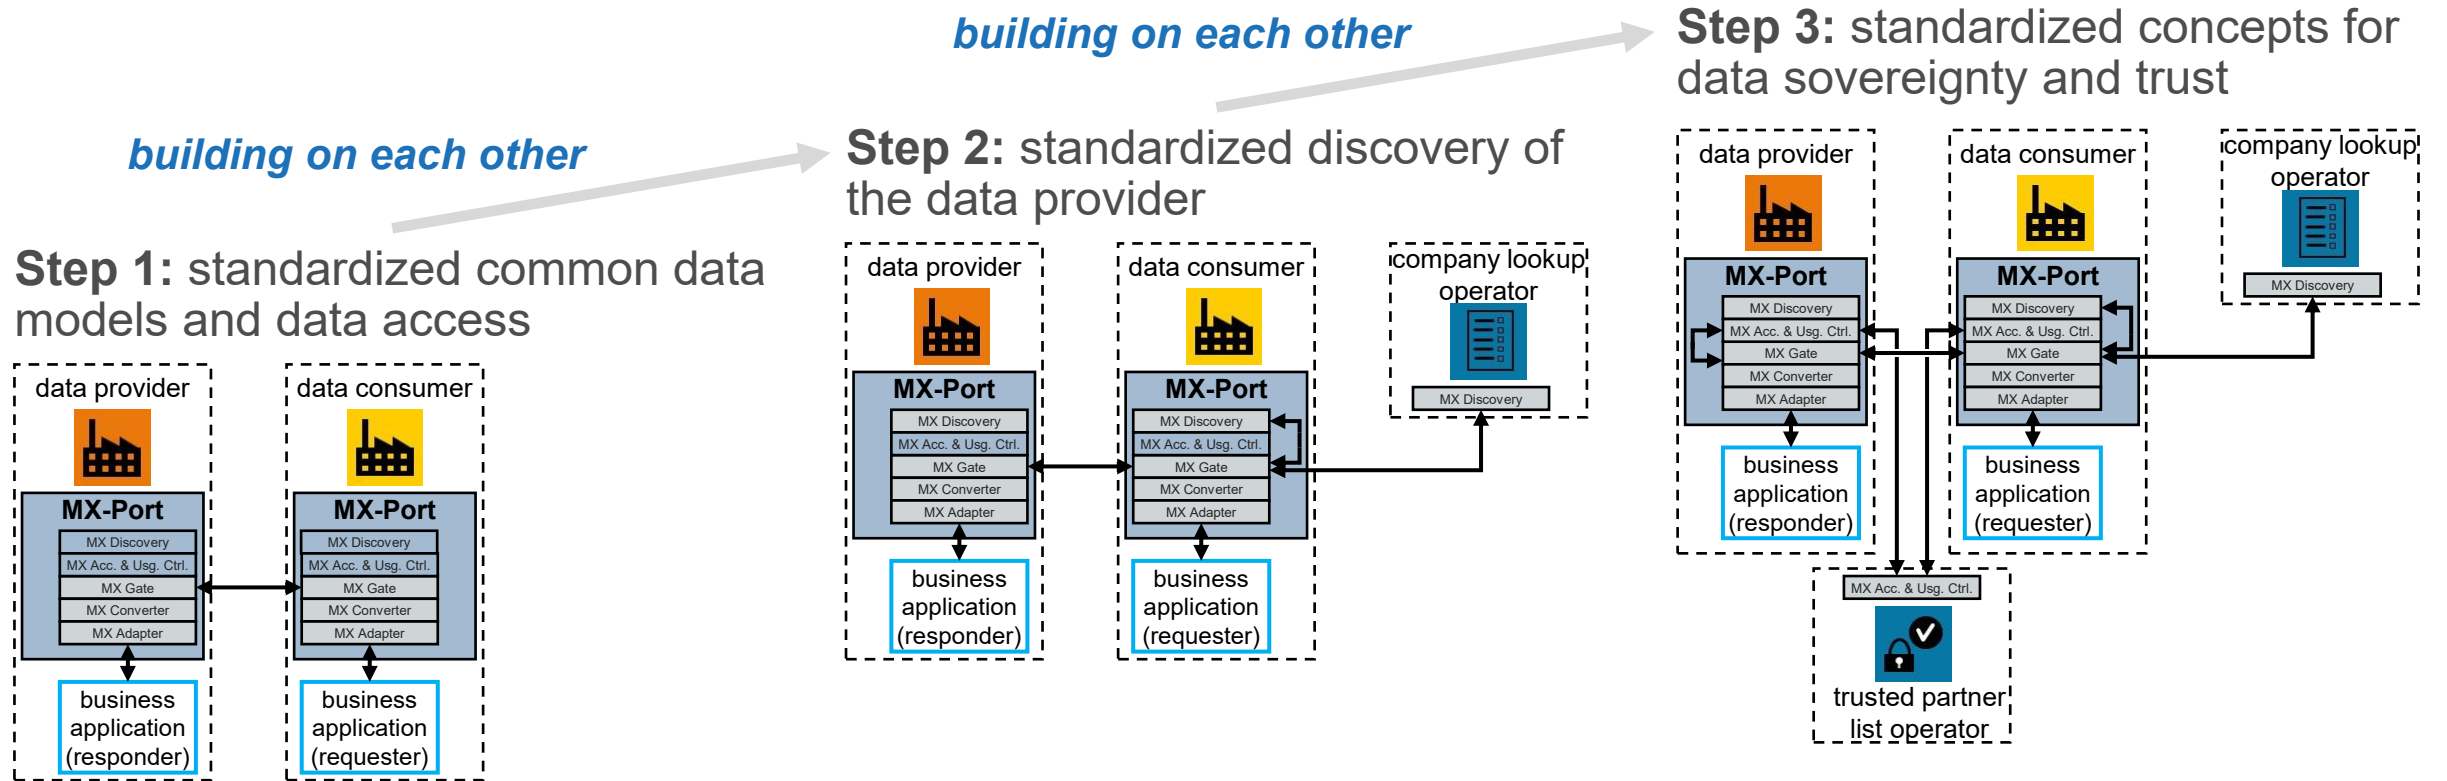 building on each other
Step 1: standardized common data
models and data access
data provider
MX-Port
MX Discovery
MX Acc. & Usg. Ctrl.
MX Gate
MX Converter
MX Adapter
business
application
(responder)
data consumer
MX-Port
MX Discovery
MX Acc. & Usg. Ctrl.
MX Gate
MX Converter
MX Adapter
business
application
(requester)
building on each other
Step 2: standardized discovery of
the data provider
data provider
MX-Port
MX Discovery
MX Acc. & Usg. Ctrl.
MX Gate
MX Converter
MX Adapter
business
application
(responder)
data consumer
MX-Port
MX Discovery
MX Acc. & Usg. Ctrl.
MX Gate
MX Converter
MX Adapter
business
application
(requester)
company lookup
operator
MX Discovery
Step 3: standardized concepts for
data sovereignty and trust
data provider
MX-Port
MX Discovery
MX Acc. & Usg. Ctrl.
MX Gate
MX Converter
MX Adapter
business
application
(responder)
data consumer
MX-Port
MX Discovery
MX Acc. & Usg. Ctrl.
MX Gate
MX Converter
MX Adapter
business
application
(requester)
company lookup
operator
MX Discovery
MX Acc. & Usg. Ctrl.
trusted partner
list operator